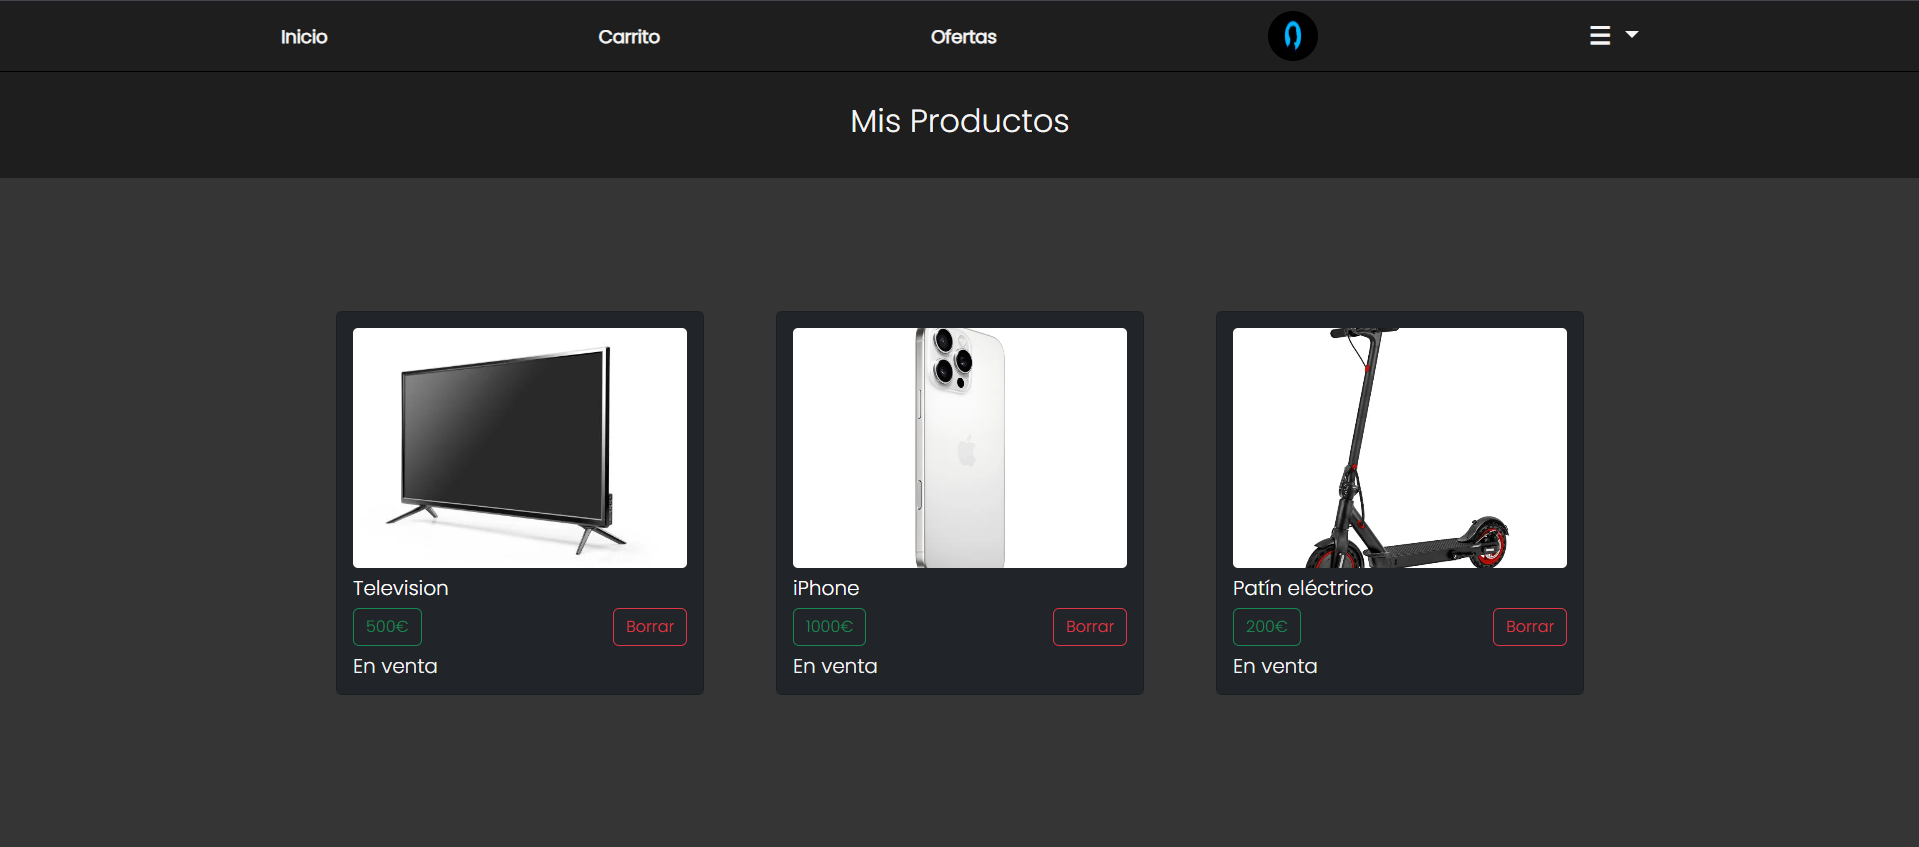 Inicio Carrito Ofertas
Mis Productos
Television
500€ Borrar
En venta
iPhone
1000€ Borrar
En venta
Patín eléctrico
200€ Borrar
En venta